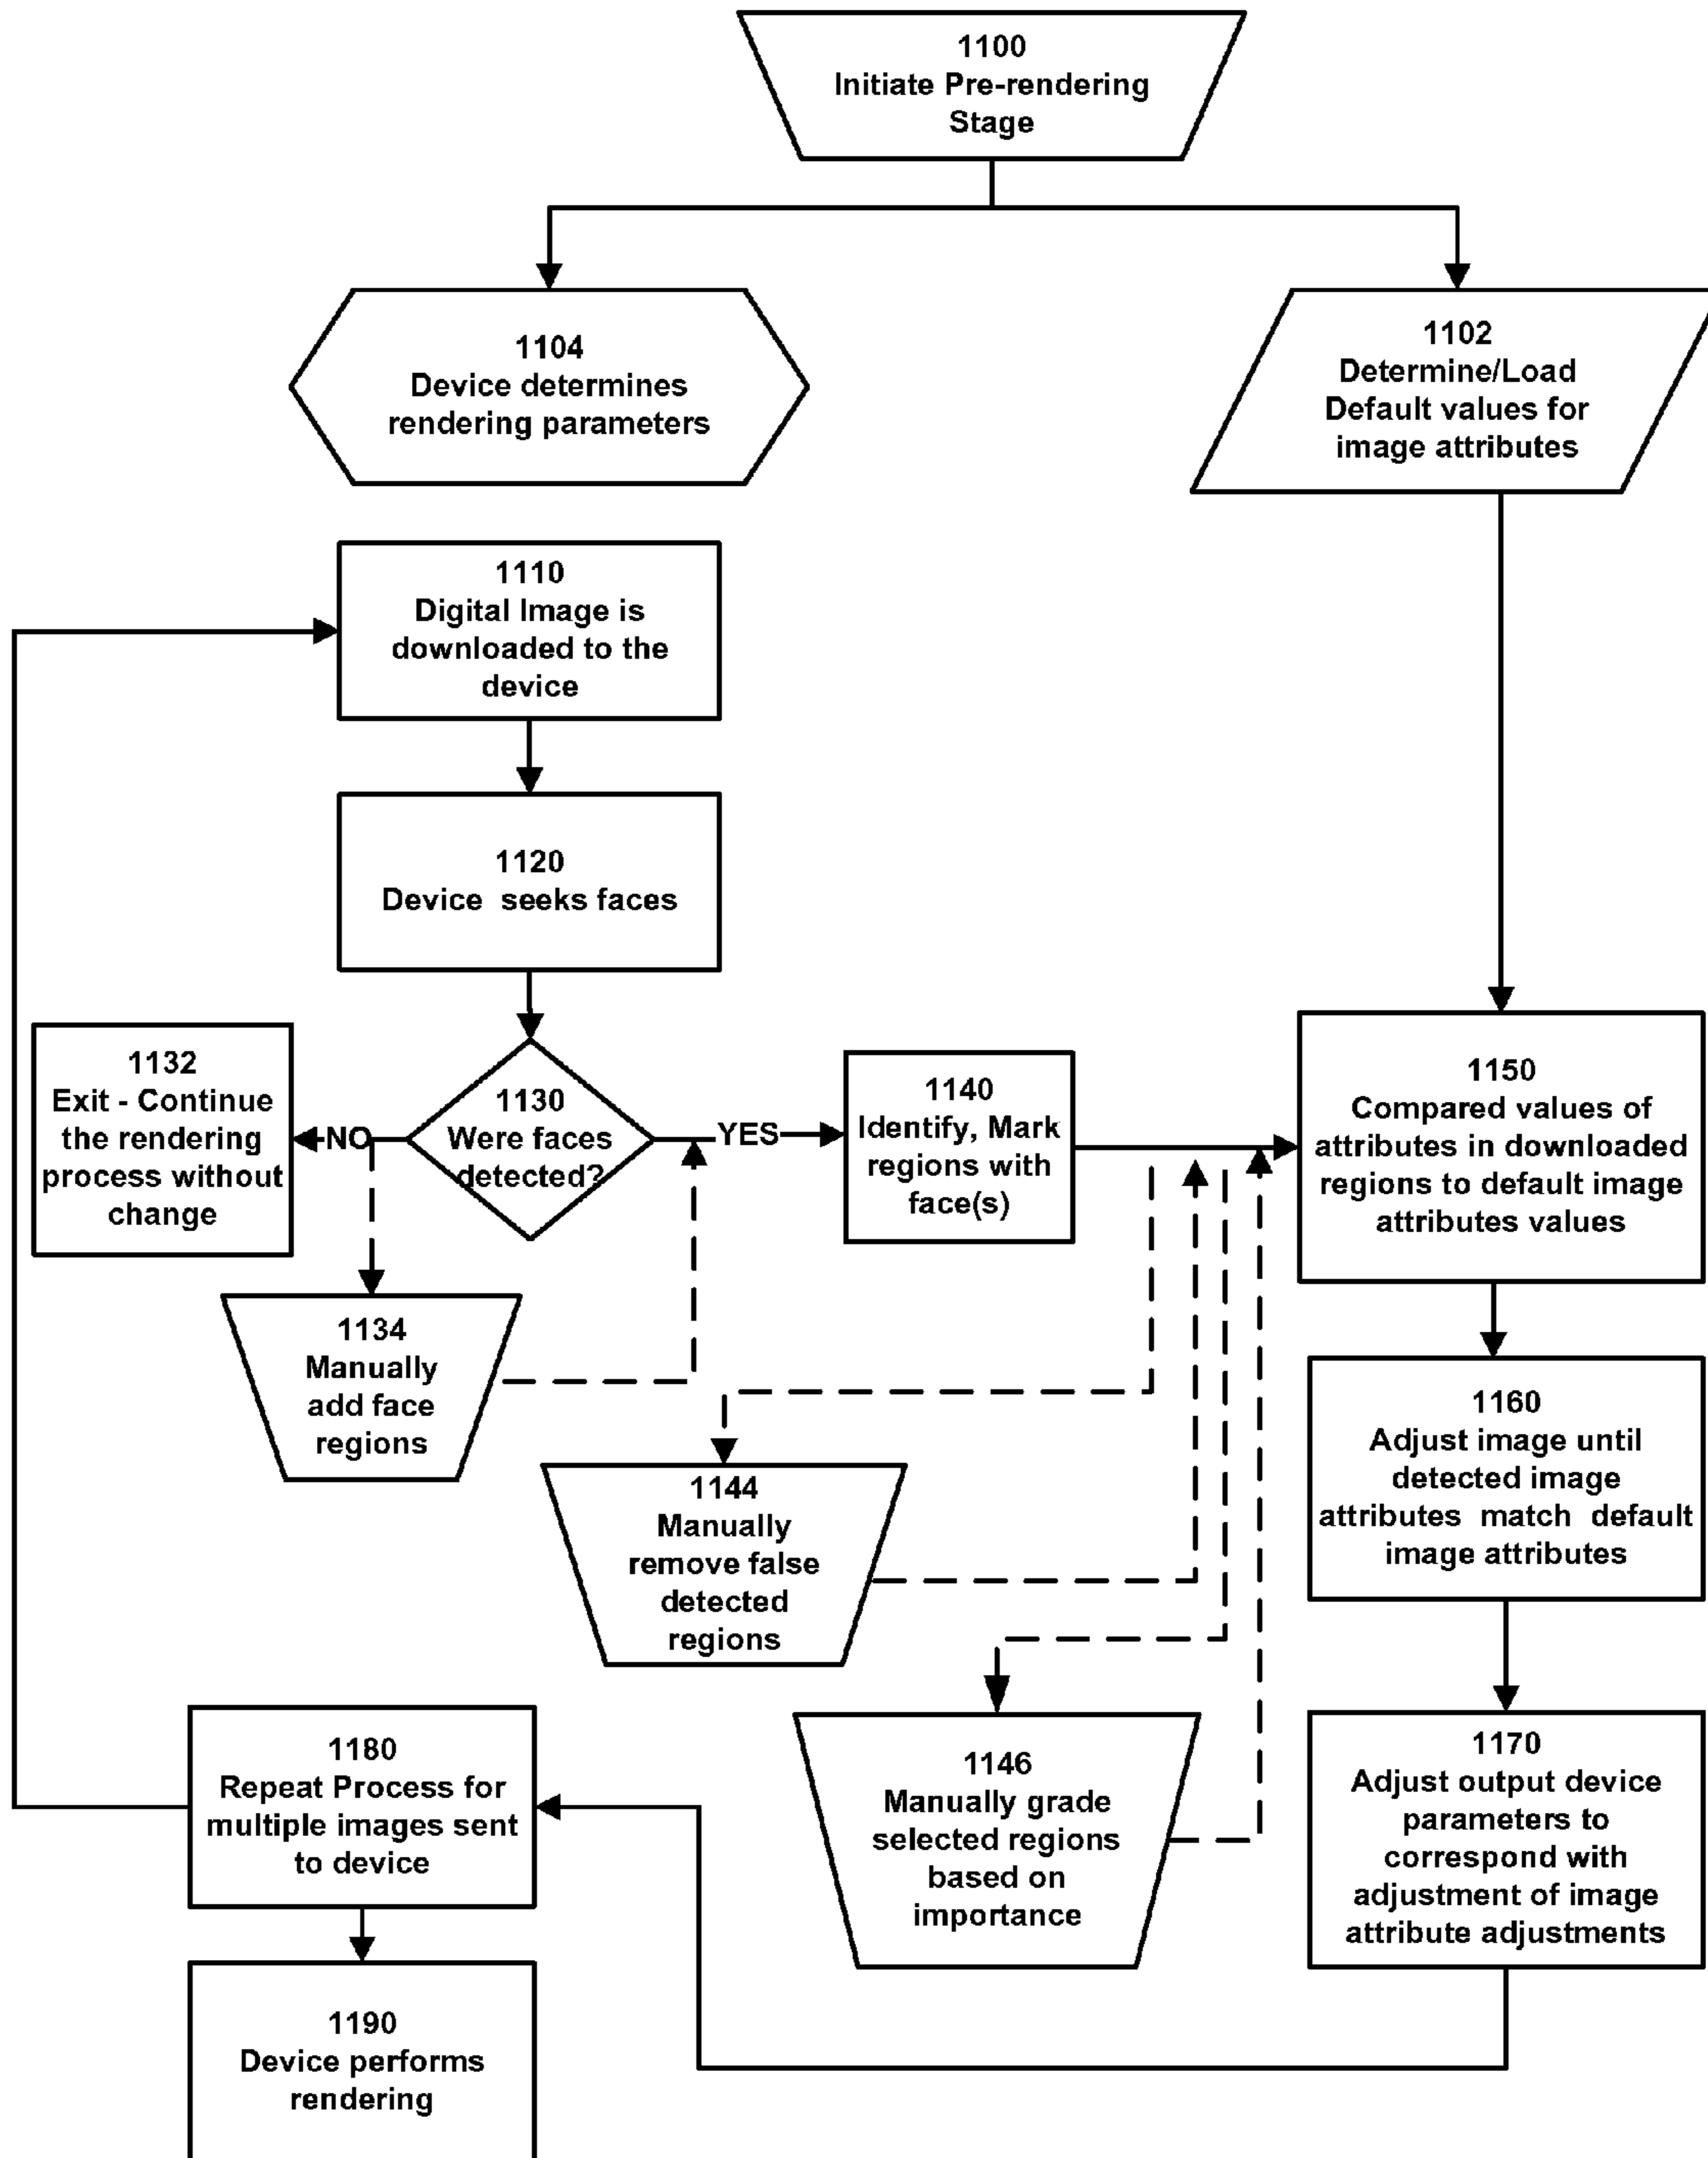 1100
Initiate Pre-rendering
Stage
1104
Device determines
rendering parameters
1102
Determine/Load
Default values for
image attributes
1110
Digital Image is
downloaded to the
device
1120
Device seeks faces
1132
Exit - Continue
the rendering
process without
change
NO
1130
Were faces
detected?
YES
1140
Identify, Mark
regions with
face(s)
1150
Compared values of
attributes in downloaded
regions to default image
attributes values
1134
Manually
add face
regions
1144
Manually
remove false
detected
regions
1160
Adjust image until
detected image
attributes match default
image attributes
1146
Manually grade
selected regions
based on
importance
1170
Adjust output device
parameters to
correspond with
adjustment of image
attribute adjustments
1180
Repeat Process for
multiple images sent
to device
1190
Device performs
rendering